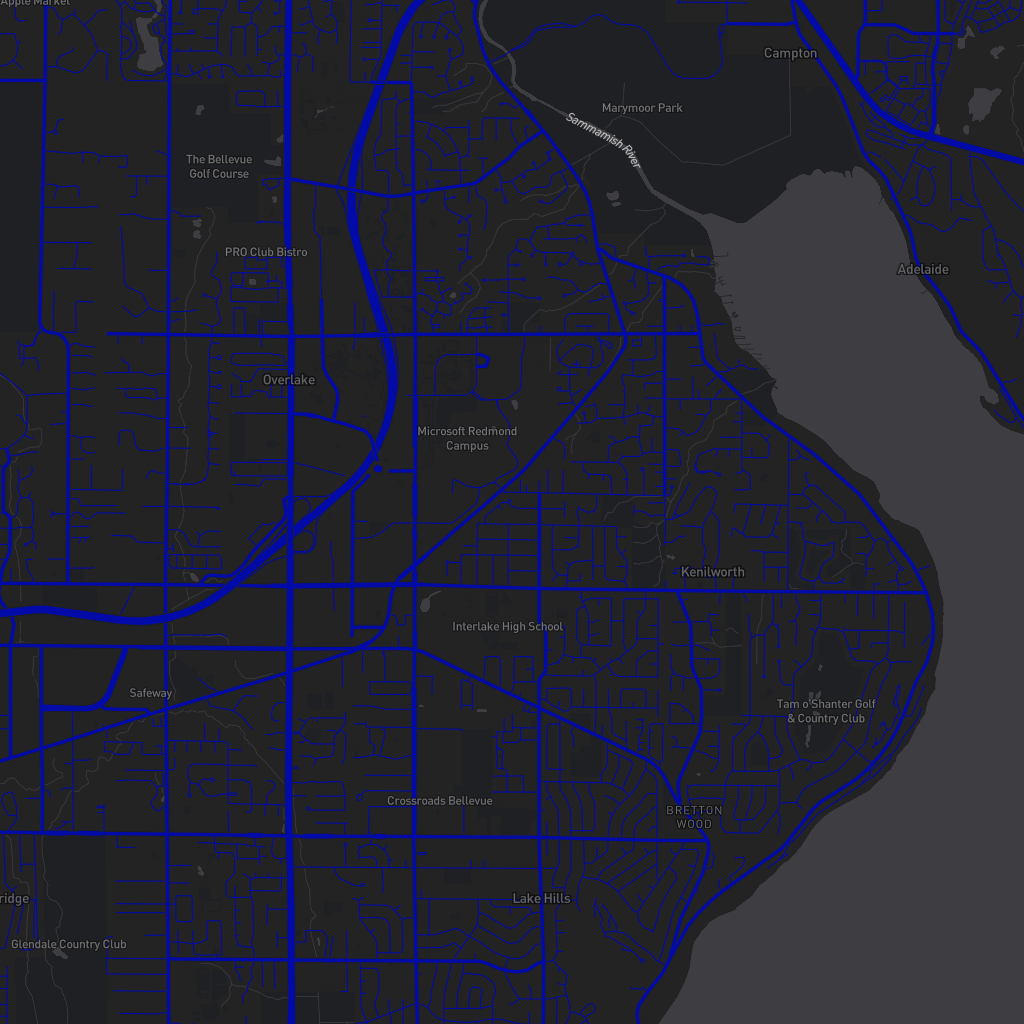 Apple Market
Campton
Marymoor Park
Sammamish River
The Bellevue
Golf Course
PRO Club Bistro
Adelaide
Overlake
Microsoft Redmond
Campus
Kenilworth
Interlake High School
Safeway
Tam o'Shanter Golf
& Country Club
Crossroads Bellevue
BRETTON
WOOD
ridge
Lake Hills
Glendale Country Club